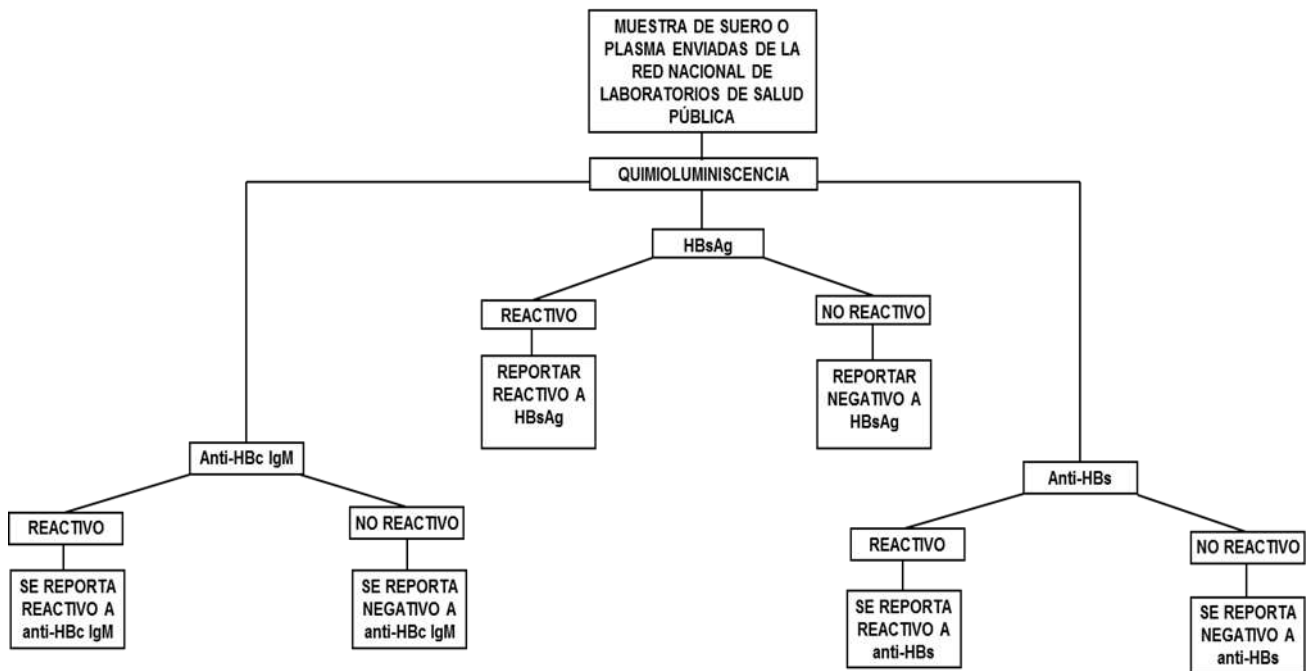 MUESTRA DE SUERO O
PLASMA ENVIADAS DE LA
RED NACIONAL DE
LABORATORIOS DE SALUD
PÚBLICA
QUIMIOLUMINISCENCIA
HBsAg
REACTIVO
NO REACTIVO
REPORTAR
REACTIVO A
HBsAg
REPORTAR
NEGATIVO A
HBsAg
Anti-HBc IgM
REACTIVO
NO REACTIVO
SE REPORTA
REACTIVO A
anti-HBc IgM
SE REPORTA
NEGATIVO A
anti-HBc IgM
Anti-HBs
REACTIVO
NO REACTIVO
SE REPORTA
REACTIVO A
anti-HBs
SE REPORTA
NEGATIVO A
anti-HBs